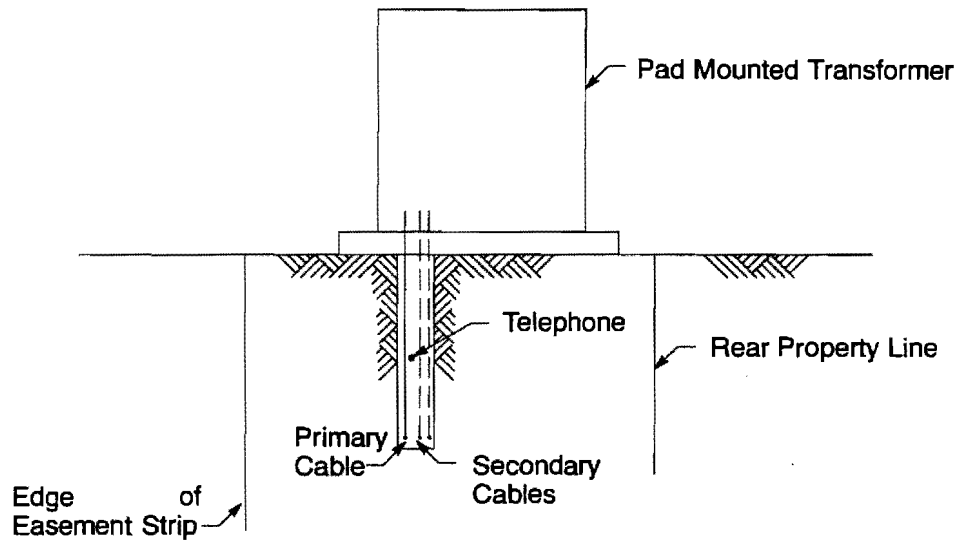 Pad Mounted Transformer
Telephone
Rear Property Line
Primary
Cable
Secondary
Cables
Edge of
Easement Strip